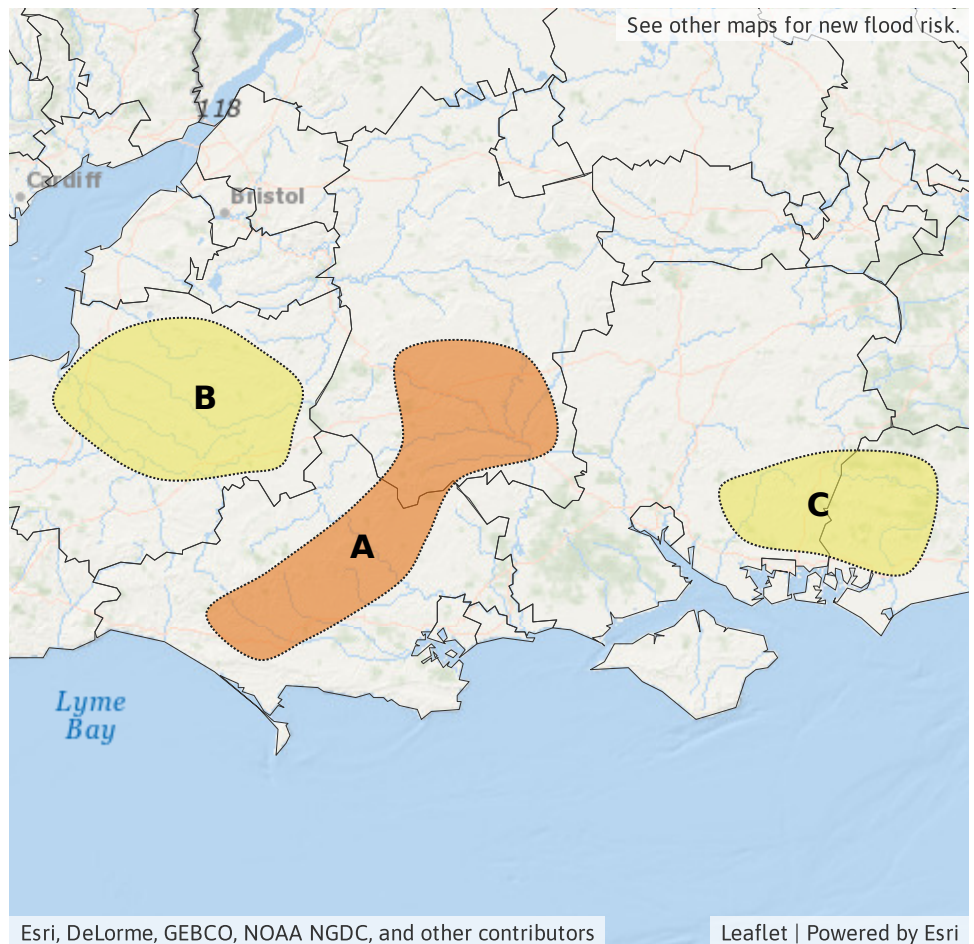 See other maps for new flood risk.
118
Cardiff
Bristol
B
C
A
Lyme
Bay
Esri, DeLorme, GEBCO, NOAA NGDC, and other contributors
Leaflet | Powered by Esri